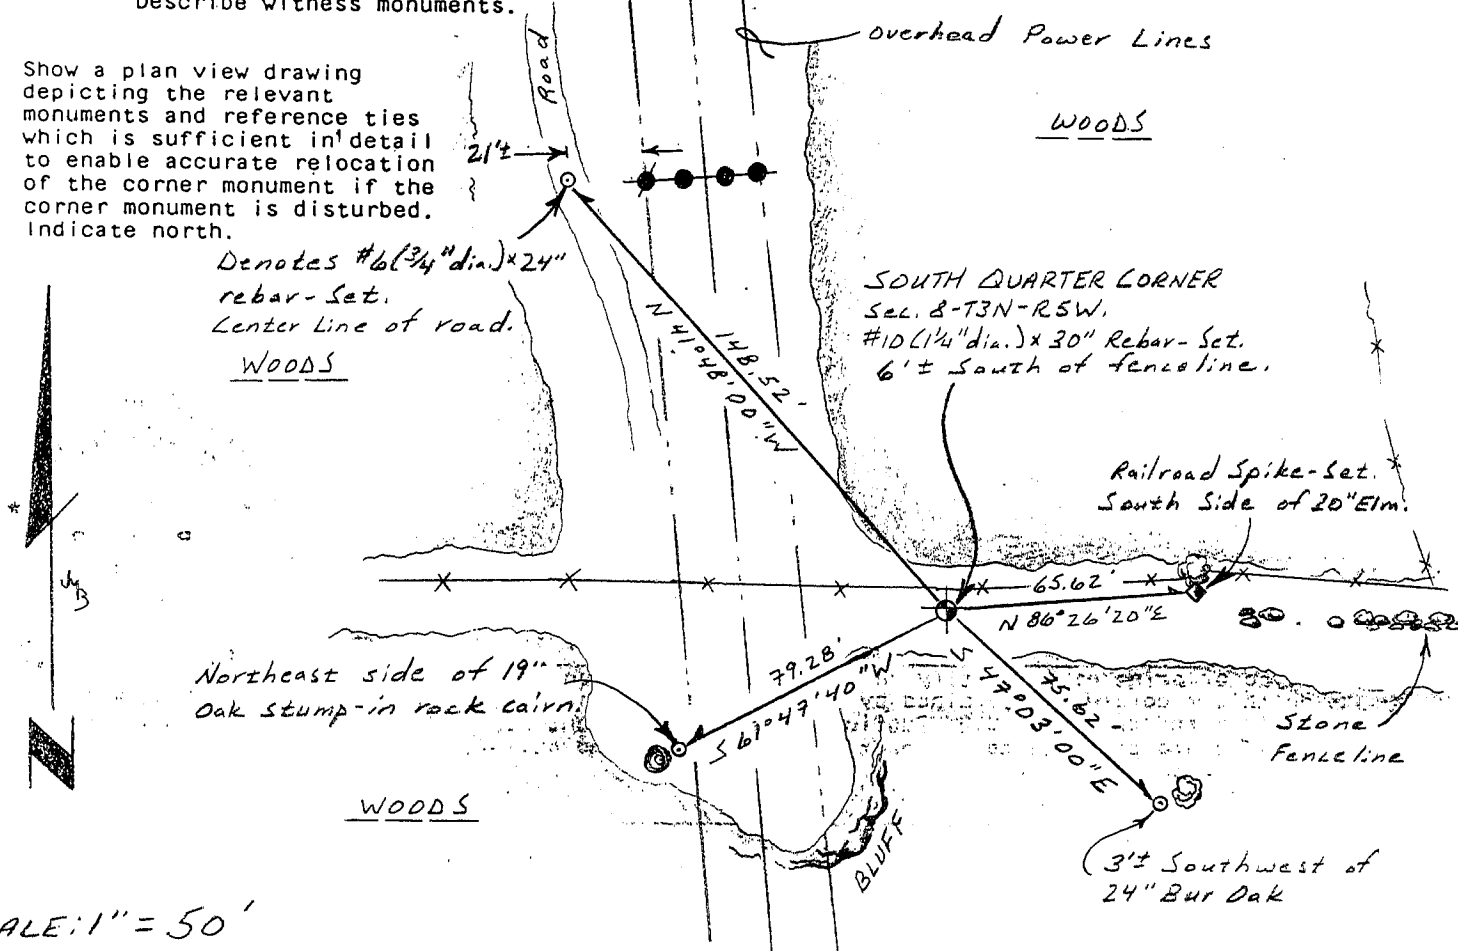 Describe witness monuments.
Show a plan view drawing
depicting the relevant
monuments and reference ties
which is sufficient in detail
to enable accurate relocation
of the corner monument if the
corner monument is disturbed.
Indicate north.
Road
overhead Power Lines
WOODS
21'±
Denotes #6(3/4"dia.)x24"
rebar-Set.
Center Line of road.
WOODS
N 41°48'00"W
148.52'
SOUTH QUARTER CORNER
Sec. 8-T3N-R5W.
#10(1¼"dia.)x30" Rebar-Set.
6'± South of fenceline.
Railroad Spike-Set.
South Side of 20"Elm.
65.62'
N 86°26'20"E
79.28'
S 61°47'40"W
75.62'
S 47°03'00"E
Northeast side of 19"
Oak stump-in rock cairn.
Stone
Fenceline
WOODS
BLUFF
3'± Southwest of
24" Bur Oak
N
ALE: 1" = 50'